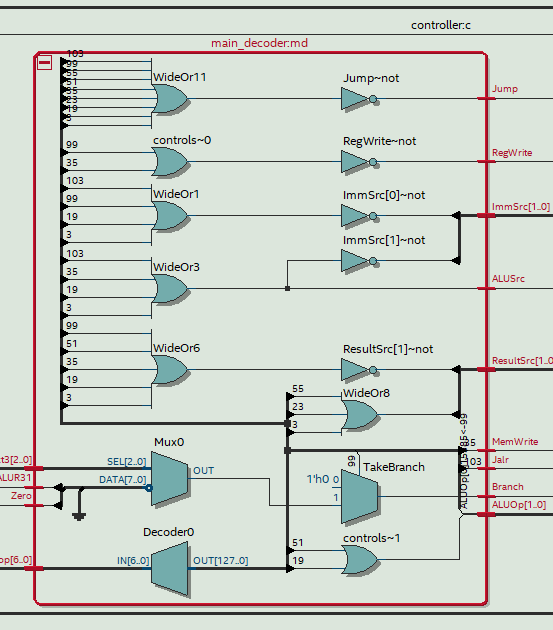 controller:c
main_decoder:md
103
99
55
51
35
23
19
3
WideOr11
Jump~not
Jump
99
35
controls~0
RegWrite~not
RegWrite
103
99
19
3
WideOr1
ImmSrc[0]~not
ImmSrc[1..0]
ImmSrc[1]~not
103
35
19
3
WideOr3
ALUSrc
99
51
35
19
3
WideOr6
ResultSrc[1]~not
ResultSrc[1..0
55
23
3
WideOr8
MemWrite
103
Jalr
Mux0
SEL[2..0]
DATA[7..0]
OUT
t3[2..0]
ALUR31
Zero
99
TakeBranch
1'h0 0
1
Branch
ALUOp[1..0]
Decoder0
op[6..0]
IN[6..0]
OUT[127..0]
51
19
controls~1